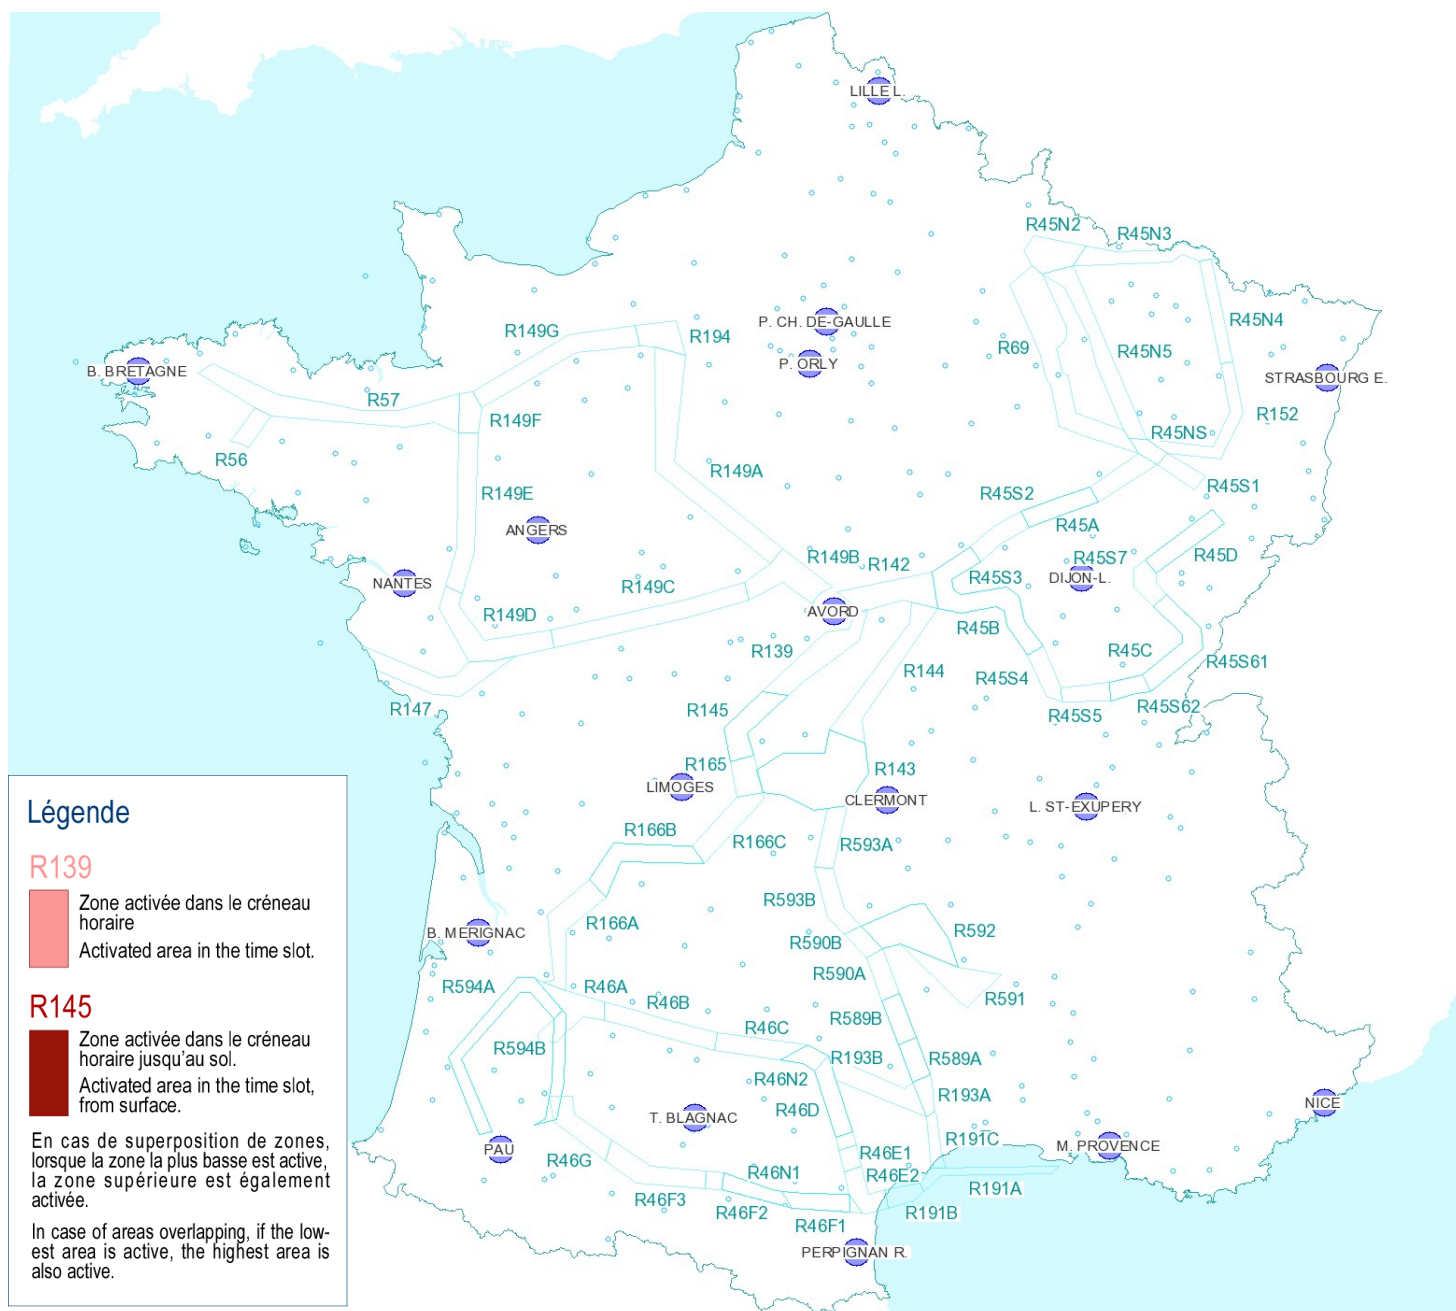 LILLE L.
R45N2
R45N3
P. CH. DE-GAULLE
R149G
R194
R45N4
R69
R45N5
P. ORLY
B. BRETAGNE
STRASBOURG E.
R57
R149F
R152
R45NS
R56
R149A
R149E
R45S2
R45S1
ANGERS
R45A
R149B
R142
R45S7
R45D
NANTES
R149C
R45S3
DIJON-L.
R149D
AVORD
R45B
R139
R45C
R45S61
R144
R45S4
R147
R145
R45S5
R45S62
R165
R143
LIMOGES
CLERMONT
L. ST-EXUPERY
R166B
R166C
R593A
R593B
R166A
B. MERIGNAC
R590B
R592
R590A
R594A
R46A
R46B
R591
R46C
R589B
R594B
R193B
R589A
R46N2
R193A
R46D
T. BLAGNAC
NICE
PAU
R191C
M. PROVENCE
R46G
R46E1
R46N1
R46E2
R191A
R46F3
R46F2
R191B
R46F1
PERPIGNAN R.
Légende
R139
Zone activée dans le créneau
horaire
Activated area in the time slot.
R145
Zone activée dans le créneau
horaire jusqu'au sol.
Activated area in the time slot,
from surface.
En cas de superposition de zones,
lorsque la zone la plus basse est active,
la zone supérieure est également
activée.
In case of areas overlapping, if the low-
est area is active, the highest area is
also active.